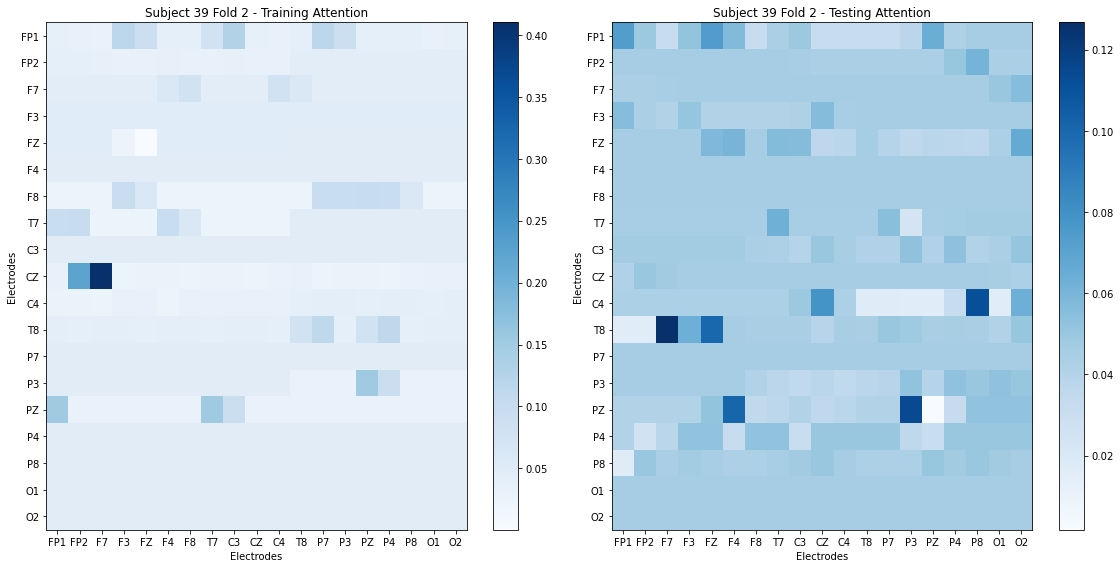 Subject 39 Fold 2 - Training Attention
FP1
FP2
F7
F3
FZ
F4
F8
T7
C3
CZ
C4
T8
P7
P3
PZ
P4
P8
O1
O2
Electrodes
FP1 FP2 F7 F3 FZ F4 F8 T7 C3 CZ C4 T8 P7 P3 PZ P4 P8 O1 O2
Electrodes
0.40
0.35
0.30
0.25
0.20
0.15
0.10
0.05
Subject 39 Fold 2 - Testing Attention
FP1
FP2
F7
F3
FZ
F4
F8
T7
C3
CZ
C4
T8
P7
P3
PZ
P4
P8
O1
O2
Electrodes
FP1 FP2 F7 F3 FZ F4 F8 T7 C3 CZ C4 T8 P7 P3 PZ P4 P8 O1 O2
Electrodes
0.12
0.10
0.08
0.06
0.04
0.02